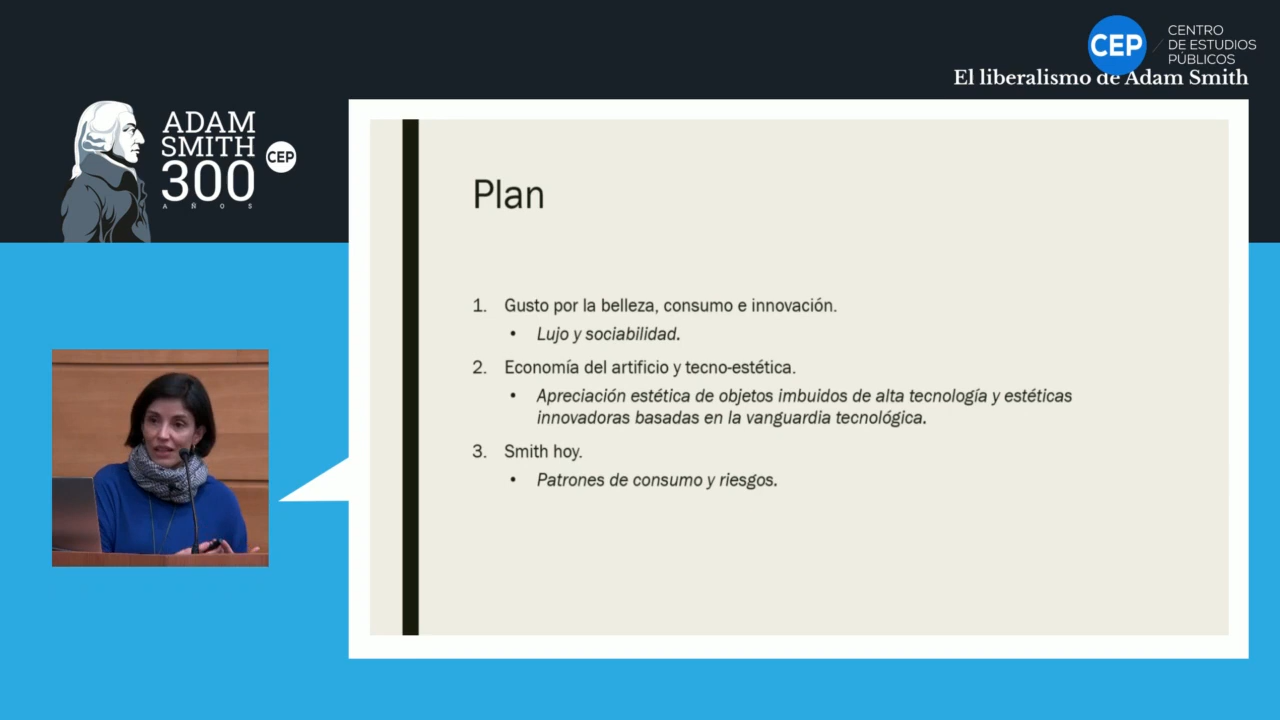 CEP
CENTRO
DE ESTUDIOS
PÚBLICOS
El liberalismo de Adam Smith
ADAM
SMITH
300
AÑOS
CEP
Plan
1. Gusto por la belleza, consumo e innovación.
• Lujo y sociabilidad.
2. Economía del artificio y tecno-estética.
• Apreciación estética de objetos imbuidos de alta tecnología y estéticas
innovadoras basadas en la vanguardia tecnológica.
3. Smith hoy.
• Patrones de consumo y riesgos.